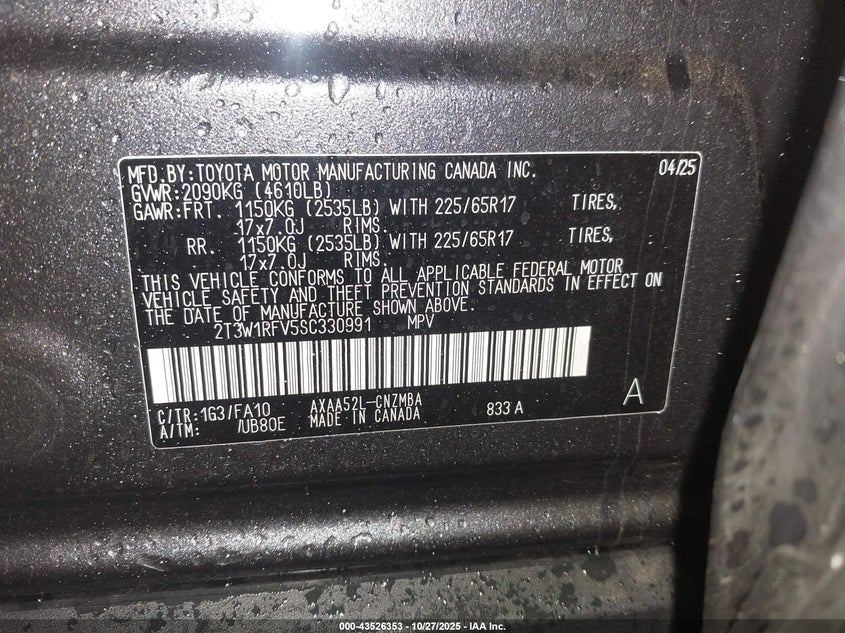 MFD.BY:TOYOTA MOTOR MANUFACTURING CANADA INC. 04/25
GVWR:2090KG (4610LB)
GAWR:FRT. 1150KG (2535LB) WITH 225/65R17 TIRES,
17x7.0J RIMS.
RR. 1150KG (2535LB) WITH 225/65R17 TIRES,
17x7.0J RIMS.
THIS VEHICLE CONFORMS TO ALL APPLICABLE FEDERAL MOTOR
VEHICLE SAFETY AND THEFT PREVENTION STANDARDS IN EFFECT ON
THE DATE OF MANUFACTURE SHOWN ABOVE.
2T3W1RFV5SC330991 MPV
C/TR:1G3/FA10 AXAA52L-CNZMBA 833A A
A/TM: /UB80E MADE IN CANADA
000-43526353 - 10/27/2025 - IAA Inc.